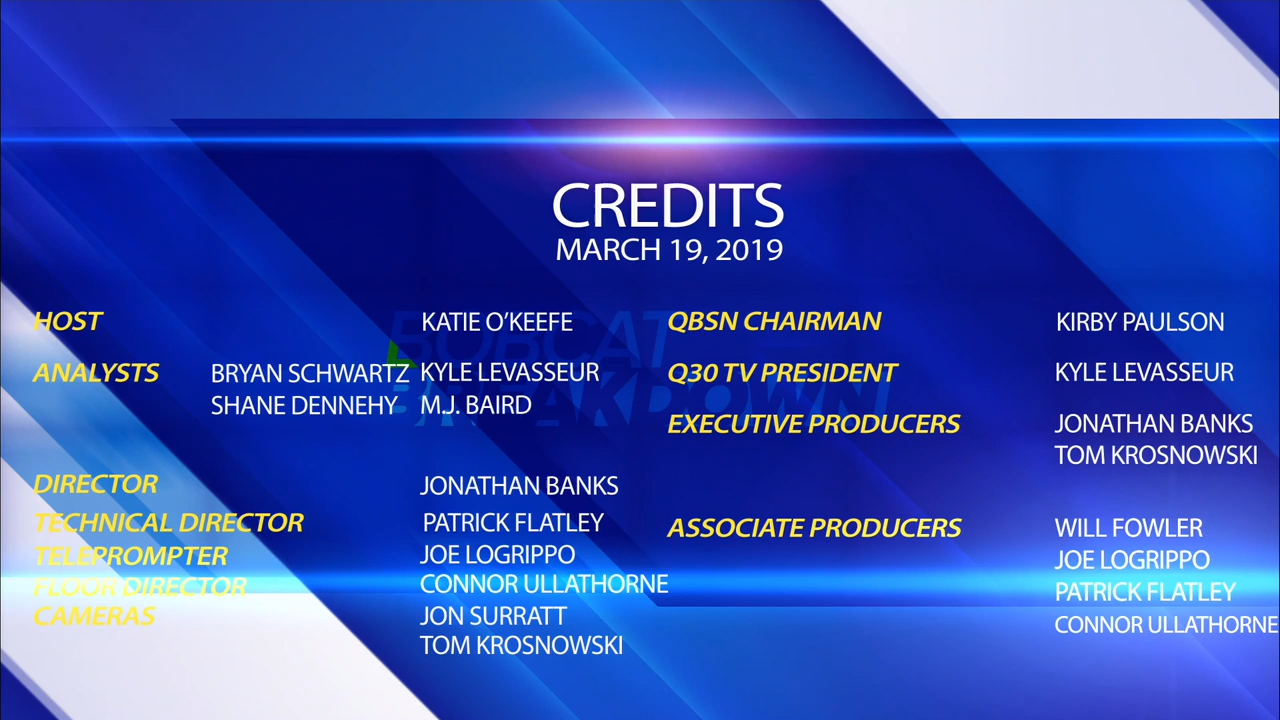 CREDITS
MARCH 19, 2019
HOST KATIE O'KEEFE
ANALYSTS BRYAN SCHWARTZ KYLE LEVASSEUR
SHANE DENNEHY M.J. BAIRD
DIRECTOR JONATHAN BANKS
TECHNICAL DIRECTOR PATRICK FLATLEY
TELEPROMPTER JOE LOGRIPPO
FLOOR DIRECTOR CONNOR ULLATHORNE
CAMERAS JON SURRATT
TOM KROSNOWSKI
QBSN CHAIRMAN KIRBY PAULSON
Q30 TV PRESIDENT KYLE LEVASSEUR
EXECUTIVE PRODUCERS JONATHAN BANKS
TOM KROSNOWSKI
ASSOCIATE PRODUCERS WILL FOWLER
JOE LOGRIPPO
PATRICK FLATLEY
CONNOR ULLATHORNE
BOBCAT
BREAKDOWN